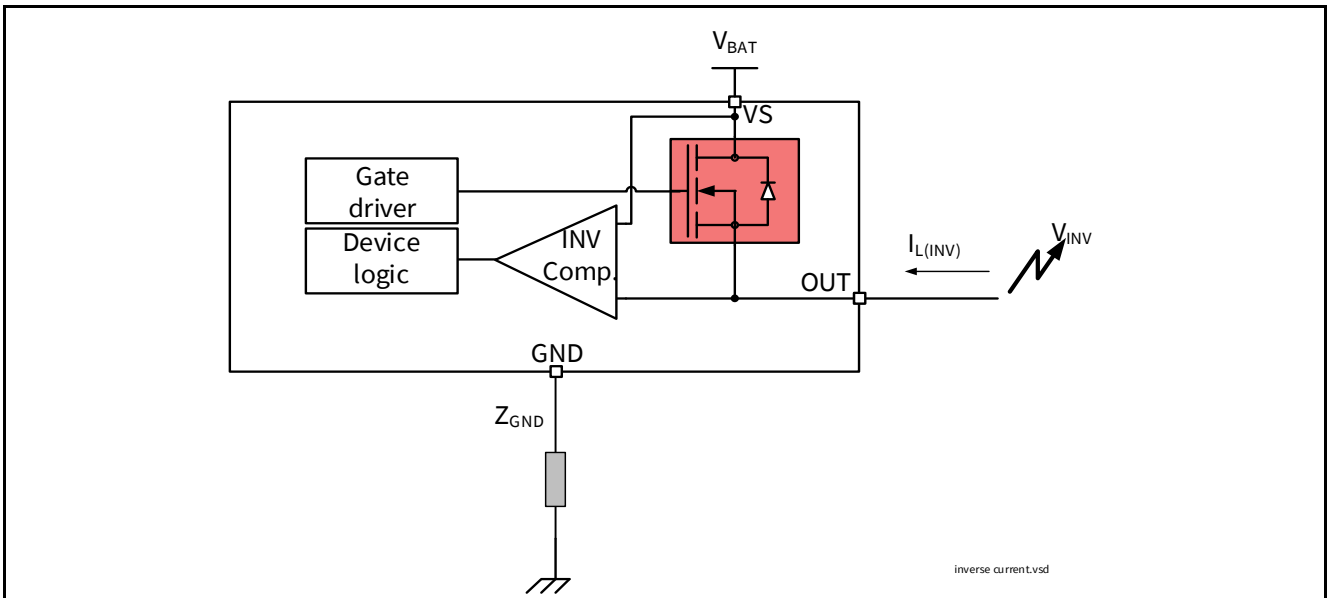 VBAT
VS
Gate
driver
Device
logic
INV
Comp.
OUT
IL(INV)
VINV
GND
ZGND
inverse current.vsd